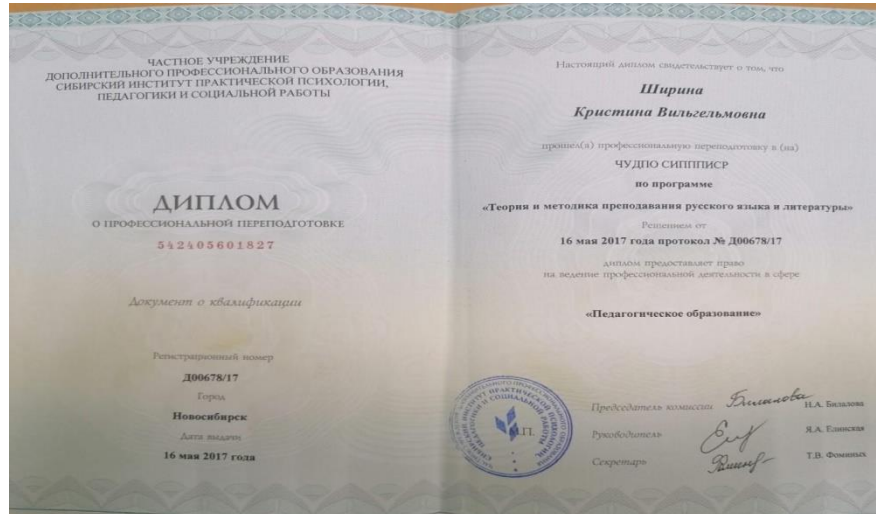 ЧАСТНОЕ УЧРЕЖДЕНИЕ
ДОПОЛНИТЕЛЬНОГО ПРОФЕССИОНАЛЬНОГО ОБРАЗОВАНИЯ
СИБИРСКИЙ ИНСТИТУТ ПРАКТИЧЕСКОЙ ПСИХОЛОГИИ,
ПЕДАГОГИКИ И СОЦИАЛЬНОЙ РАБОТЫ
ДИПЛОМ
О ПРОФЕССИОНАЛЬНОЙ ПЕРЕПОДГОТОВКЕ
542405601827
Документ о квалификации
Регистрационный номер
Д00678/17
Город
Новосибирск
Дата выдачи
16 мая 2017 года
Настоящий диплом свидетельствует о том, что
Ширина
Кристина Вильгельмовна
прошел(а) профессиональную переподготовку в (на)
ЧУДПО СИПППИСР
по программе
«Теория и методика преподавания русского языка и литературы»
Решением от
16 мая 2017 года протокол № Д00678/17
диплом предоставляет право
на ведение профессиональной деятельности в сфере
«Педагогическое образование»
М.П.
Председатель комиссии
Н.А. Билалова
Руководитель
Я.А. Елинская
Секретарь
Т.В. Фоминых